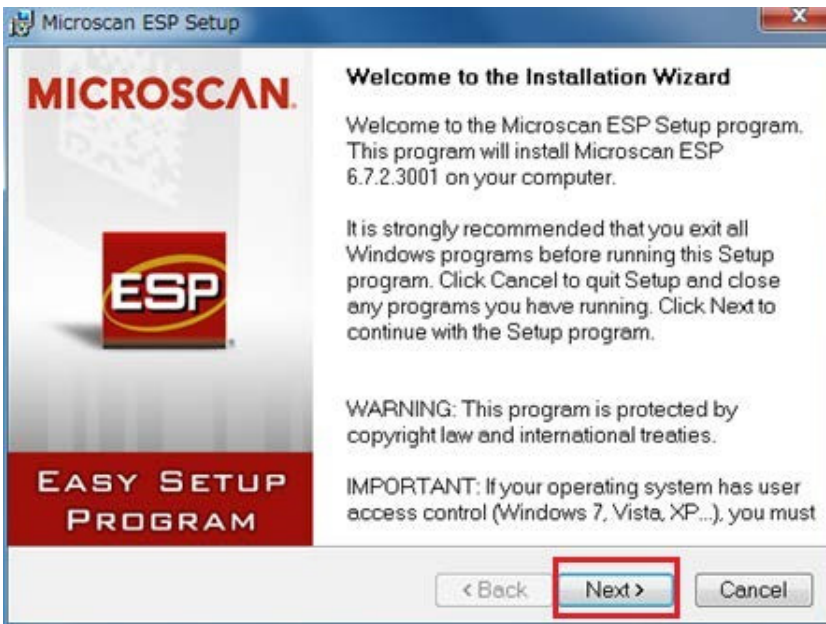 Microscan ESP Setup
MICROSCAN.
ESP
EASY SETUP
PROGRAM
Welcome to the Installation Wizard
Welcome to the Microscan ESP Setup program.
This program will install Microscan ESP
6.7.2.3001 on your computer.
It is strongly recommended that you exit all
Windows programs before running this Setup
program. Click Cancel to quit Setup and close
any programs you have running. Click Next to
continue with the Setup program.
WARNING: This program is protected by
copyright law and international treaties.
IMPORTANT: If your operating system has user
access control (Windows 7, Vista, XP...), you must
< Back
Next >
Cancel